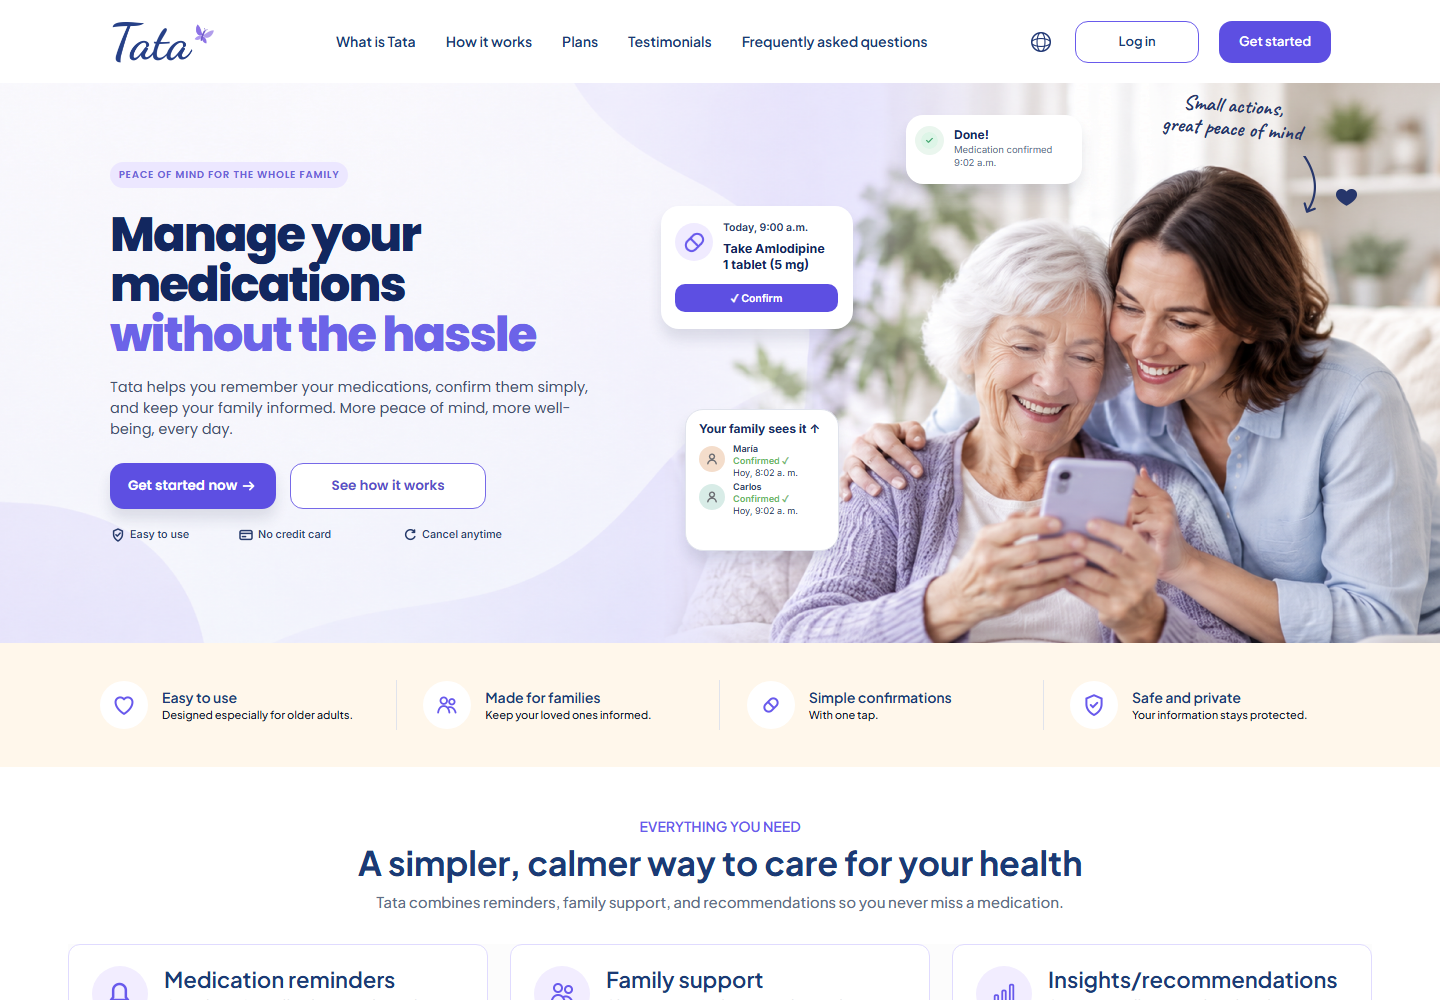 Tata
What is Tata
How it works
Plans
Testimonials
Frequently asked questions
Log in
Get started
Small actions,
great peace of mind
Done!
Medication confirmed
9:02 a.m.
PEACE OF MIND FOR THE WHOLE FAMILY
Manage your
medications
without the hassle
Today, 9:00 a.m.
Take Amlodipine
1 tablet (5 mg)
✓ Confirm
Tata helps you remember your medications, confirm them simply,
and keep your family informed. More peace of mind, more well-
being, every day.
Get started now →
See how it works
Easy to use
No credit card
Cancel anytime
Your family sees it ↑
María
Confirmed ✓
Hoy, 8:02 a. m.
Carlos
Confirmed ✓
Hoy, 9:02 a. m.
Easy to use
Designed especially for older adults.
Made for families
Keep your loved ones informed.
Simple confirmations
With one tap.
Safe and private
Your information stays protected.
EVERYTHING YOU NEED
A simpler, calmer way to care for your health
Tata combines reminders, family support, and recommendations so you never miss a medication.
Medication reminders
Family support
Insights/recommendations